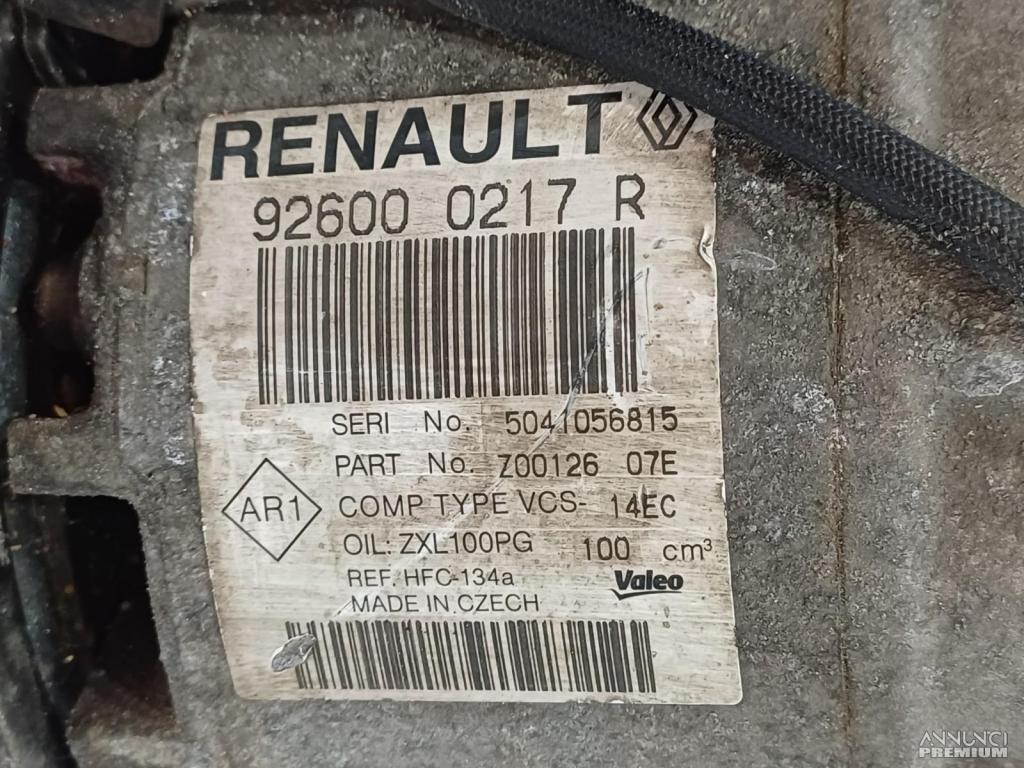 RENAULT
92600 0217 R
SERI No. 5041056815
PART No. Z00126 07E
AR1
COMP TYPE VCS- 14EC
OIL: ZXL100PG 100 cm³
REF. HFC-134a
Valeo
MADE IN CZECH
ANNUNCI
PREMIUM